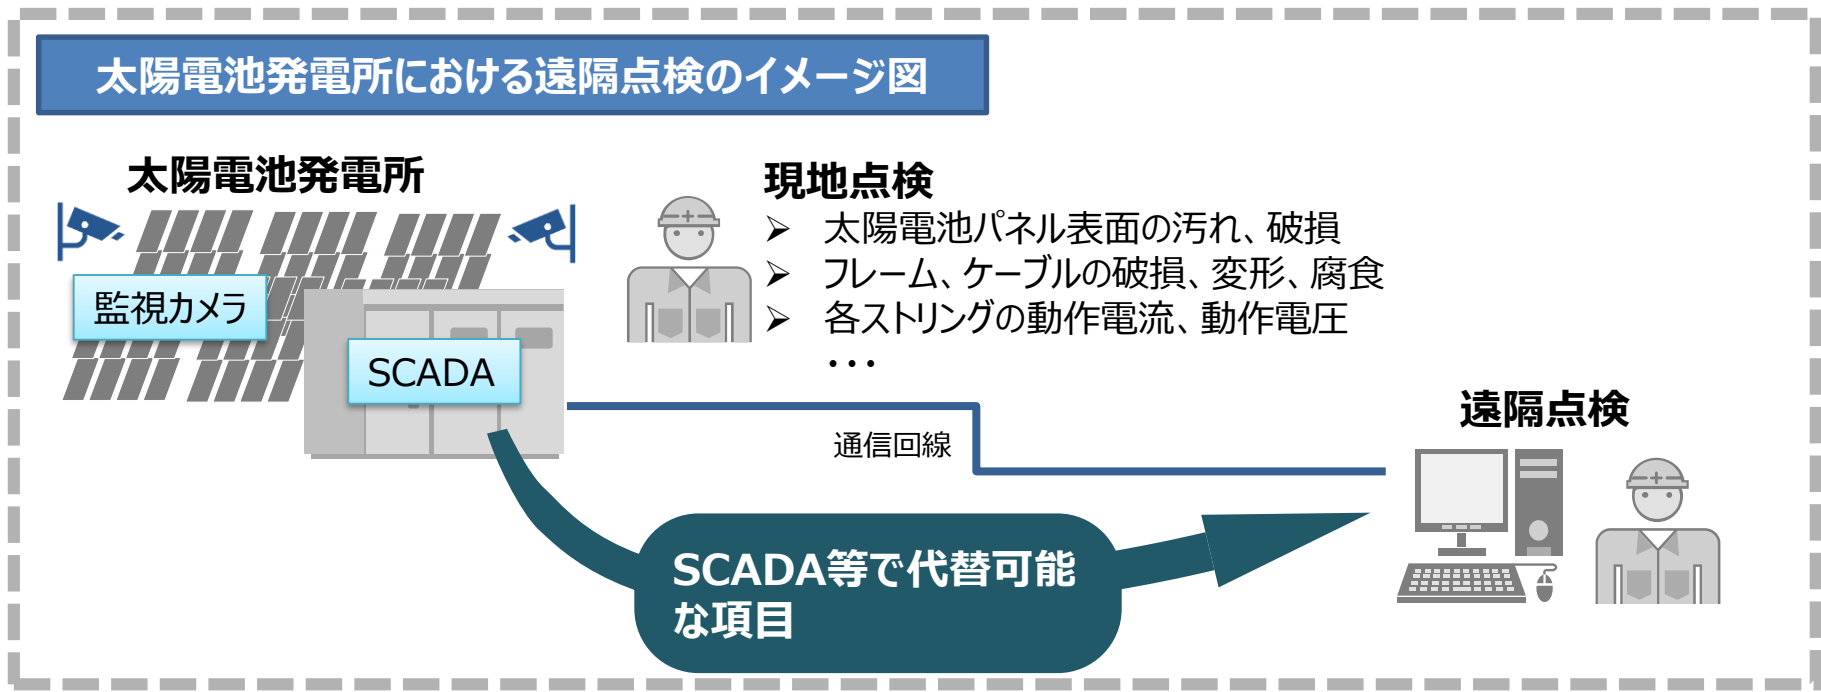 太陽電池発電所における遠隔点検のイメージ図
太陽電池発電所
監視カメラ
SCADA
現地点検
➢ 太陽電池パネル表面の汚れ、破損
➢ フレーム、ケーブルの破損、変形、腐食
➢ 各ストリングの動作電流、動作電圧
・・・
通信回線
遠隔点検
SCADA等で代替可能
な項目